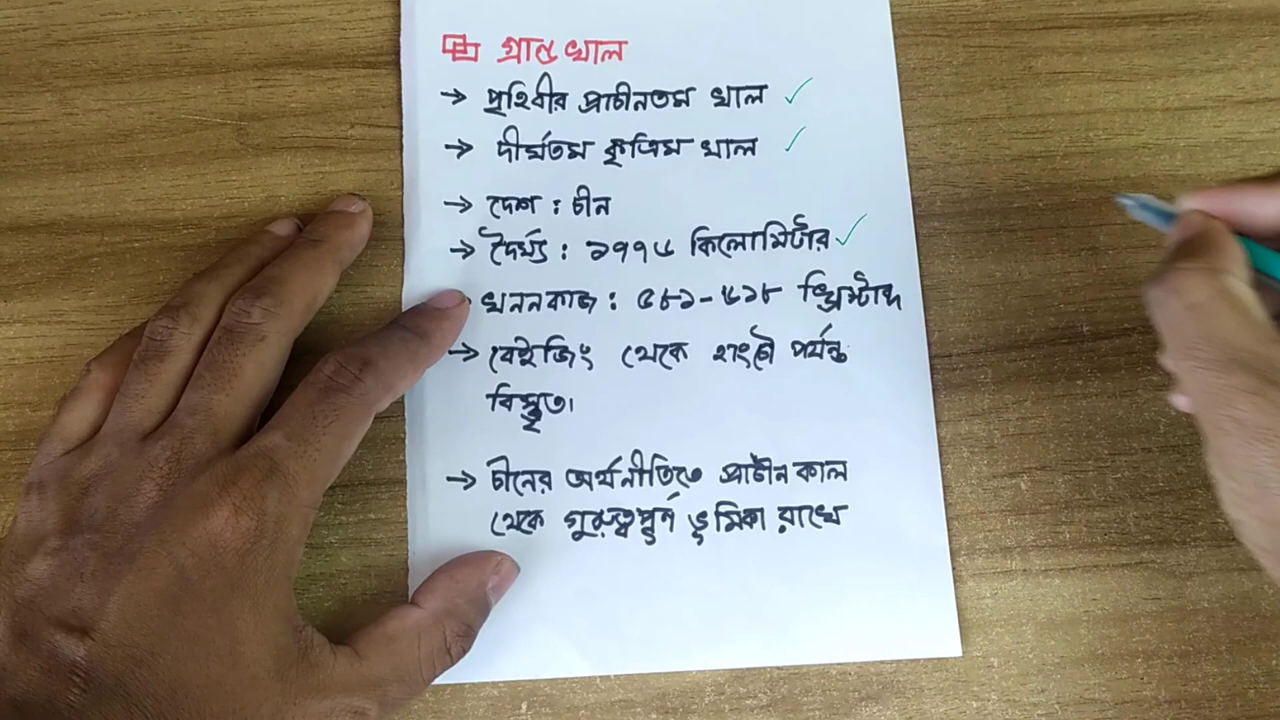 গ্রান্ড খাল
→ পৃথিবীর প্রাচীনতম খাল ✓
→ দীর্ঘতম কৃত্রিম খাল ✓
→ দেশ : চীন
→ দৈর্ঘ্য : ১৭৭৬ কিলোমিটার ✓
খননকাজ : ৫৮১-৬১৮ খ্রিস্টাব্দ
→ বেইজিং থেকে হাংচৌ পর্যন্ত
বিস্তৃত।
→ চীনের অর্থনীতিতে প্রাচীন কাল
থেকে গুরুত্বপূর্ণ ভূমিকা রাখে